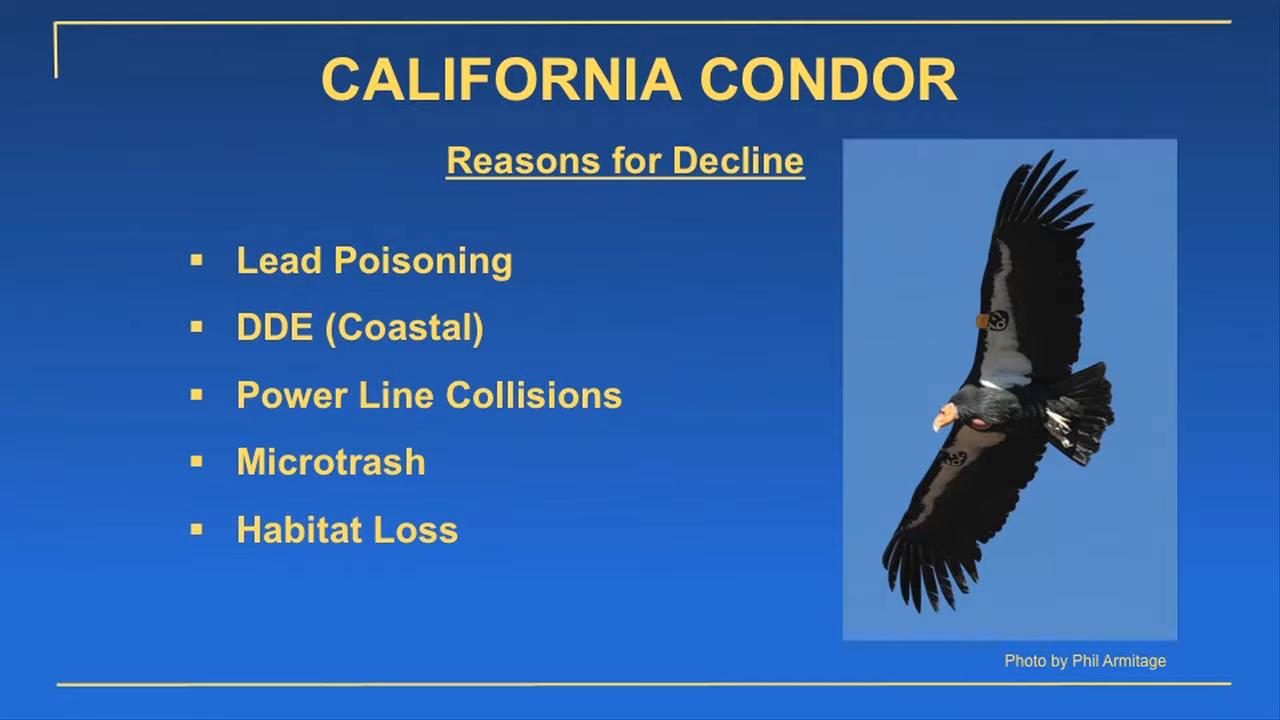 CALIFORNIA CONDOR
Reasons for Decline
▪ Lead Poisoning
▪ DDE (Coastal)
▪ Power Line Collisions
▪ Microtrash
▪ Habitat Loss
Photo by Phil Armitage